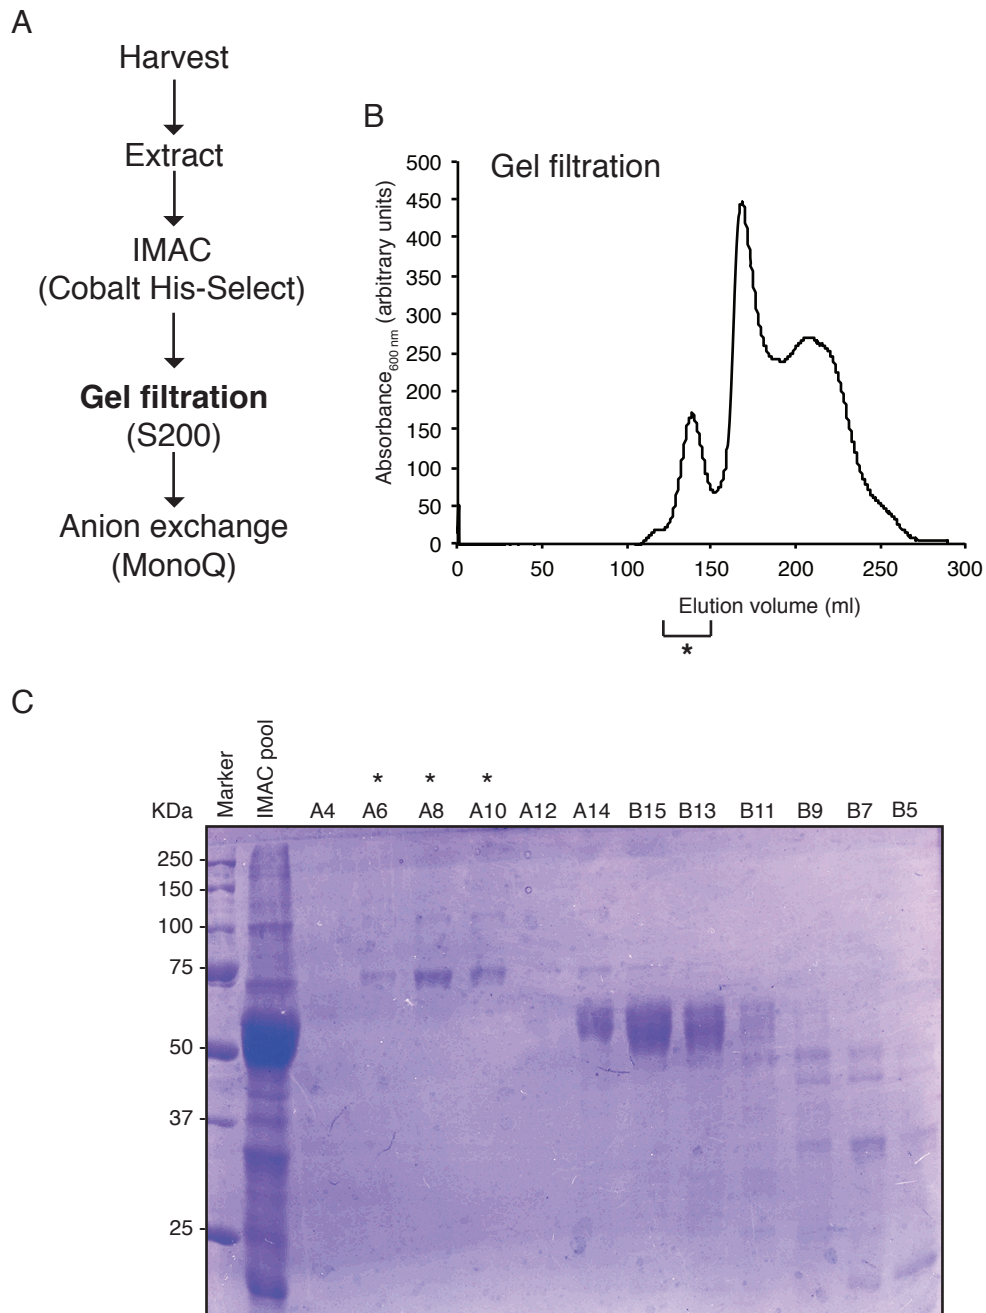 A
Harvest
Extract
IMAC
(Cobalt His-Select)
Gel filtration
(S200)
Anion exchange
(MonoQ)
B
Gel filtration
Absorbance600 nm (arbitrary units)
500
450
400
350
300
250
200
150
100
50
0
0 50 100 150 200 250 300
Elution volume (ml)
*
C
Marker
IMAC pool
* * *
KDa A4 A6 A8 A10 A12 A14 B15 B13 B11 B9 B7 B5
250
150
100
75
50
37
25